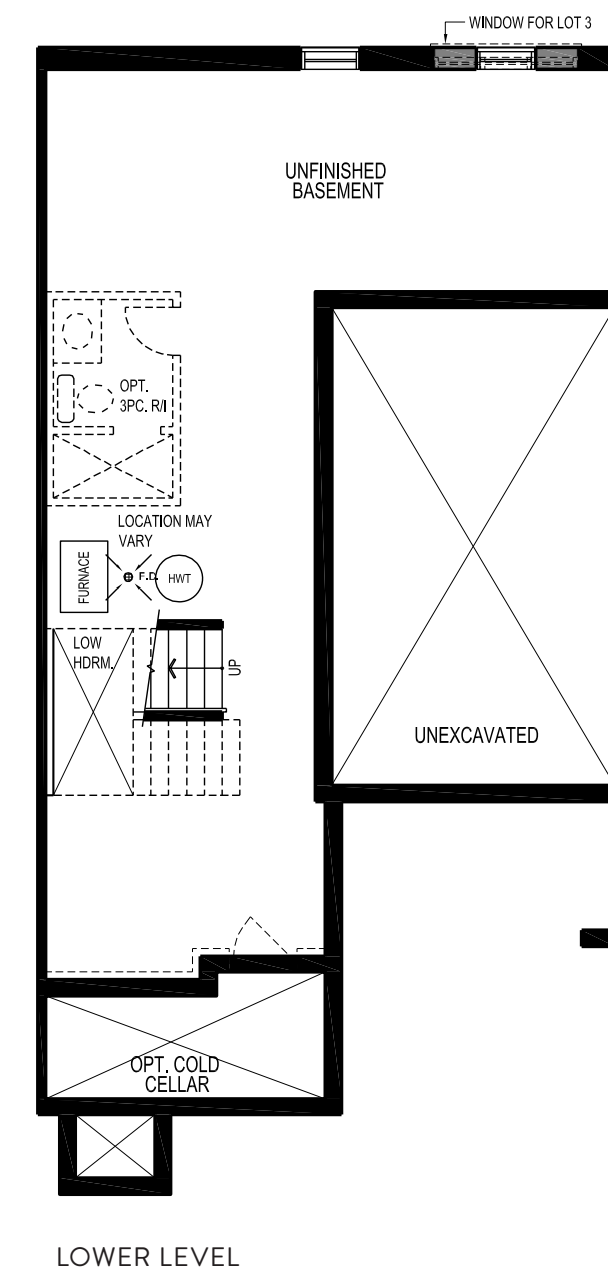 WINDOW FOR LOT 3
UNFINISHED
BASEMENT
OPT.
3PC. R/I
LOCATION MAY
VARY
FURNACE
F.D.
HWT
LOW
HDRM.
UP
UNEXCAVATED
OPT. COLD
CELLAR
LOWER LEVEL